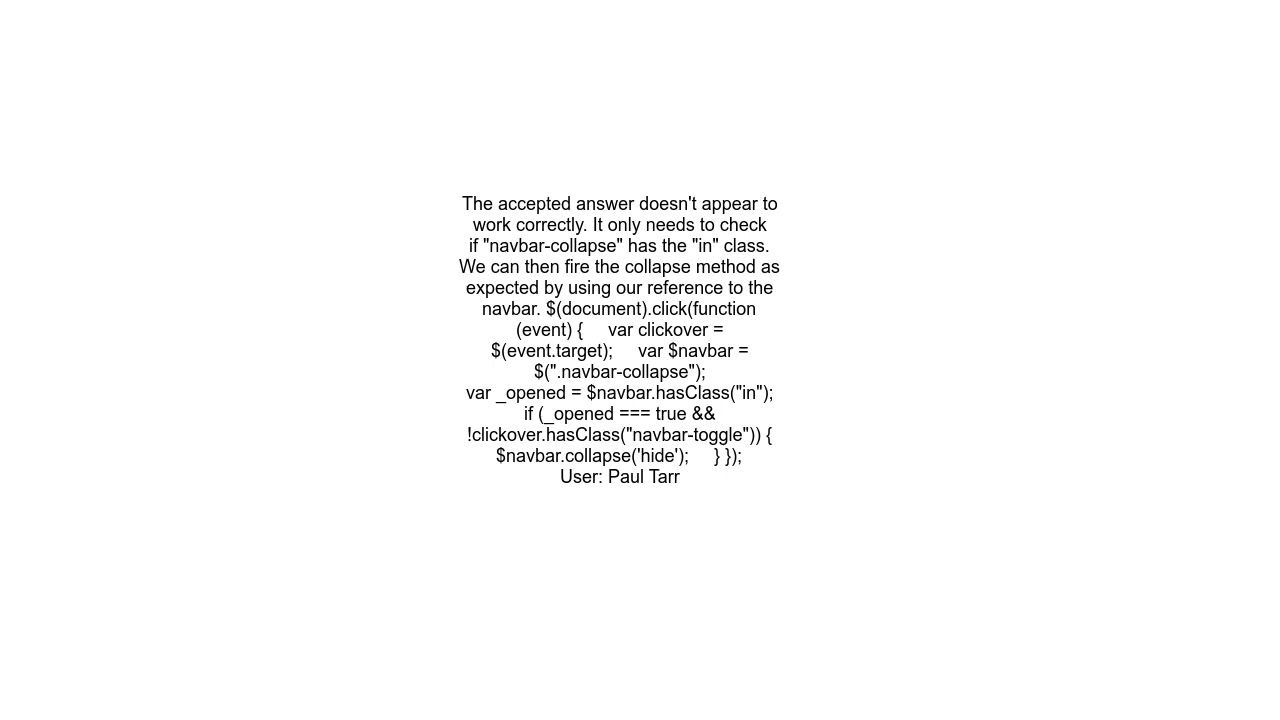 The accepted answer doesn't appear to
work correctly. It only needs to check
if "navbar-collapse" has the "in" class.
We can then fire the collapse method as
expected by using our reference to the
navbar. $(document).click(function
(event) {     var clickover =
$(event.target);     var $navbar =
$(".navbar-collapse");
var _opened = $navbar.hasClass("in");
if (_opened === true &&
!clickover.hasClass("navbar-toggle")) {
$navbar.collapse('hide');     } });
User: Paul Tarr